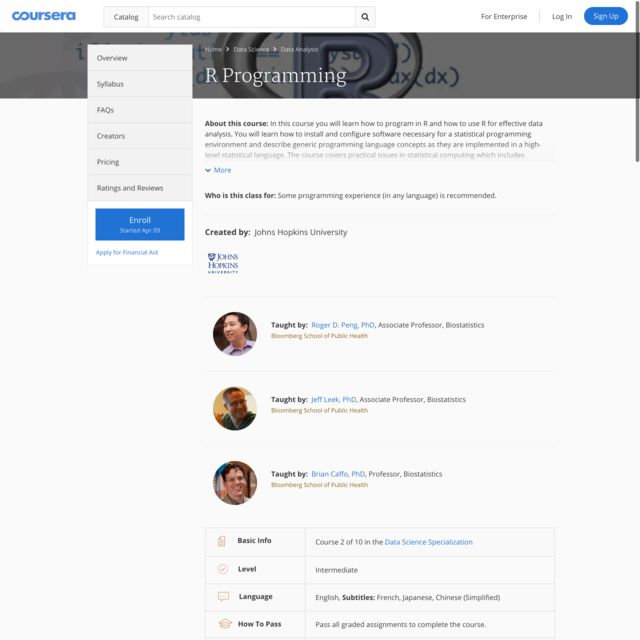 coursera
Catalog
Search catalog
For Enterprise
Log In
Sign Up
Home > Data Science > Data Analysis
R Programming
Overview
Syllabus
FAQs
Creators
Pricing
Ratings and Reviews
Enroll
Started Apr 09
Apply for Financial Aid
About this course: In this course you will learn how to program in R and how to use R for effective data
analysis. You will learn how to install and configure software necessary for a statistical programming
environment and describe generic programming language concepts as they are implemented in a high-
level statistical language. The course covers practical issues in statistical computing which includes
More
Who is this class for: Some programming experience (in any language) is recommended.
Created by: Johns Hopkins University
JOHNS
HOPKINS
UNIVERSITY
Taught by: Roger D. Peng, PhD, Associate Professor, Biostatistics
Bloomberg School of Public Health
Taught by: Jeff Leek, PhD, Associate Professor, Biostatistics
Bloomberg School of Public Health
Taught by: Brian Caffo, PhD, Professor, Biostatistics
Bloomberg School of Public Health
Basic Info
Course 2 of 10 in the Data Science Specialization
Level
Intermediate
Language
English, Subtitles: French, Japanese, Chinese (Simplified)
How To Pass
Pass all graded assignments to complete the course.